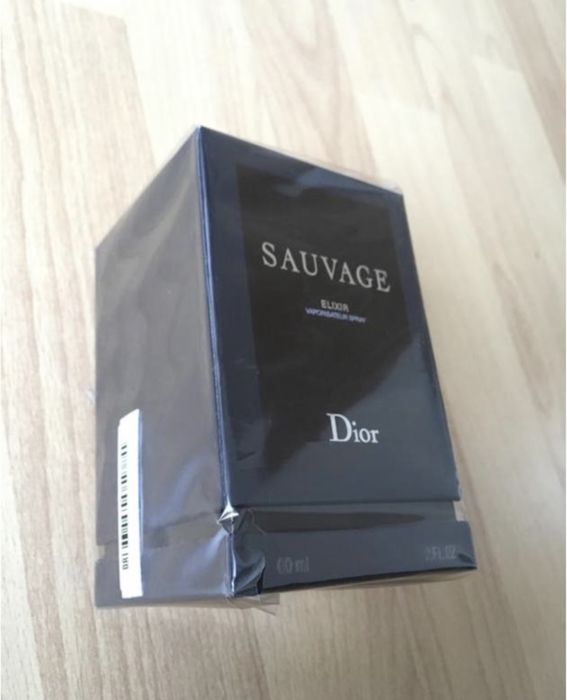 SAUVAGE
ELIXIR
VAPORISATEUR SPRAY
Dior
60 ml
2 FL.OZ